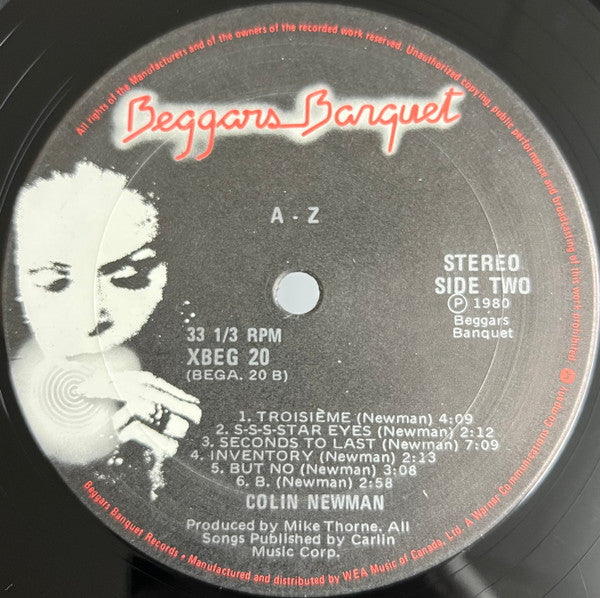 All rights of the Manufacturers and of the owners of the recorded work reserved. Unauthorized copying, public performance and broadcasting of this work prohibited.
Beggars Banquet
A - Z
STEREO
SIDE TWO
Ⓟ 1980
Beggars
Banquet
33 1/3 RPM
XBEG 20
(BEGA. 20 B)
1. TROISIÈME (Newman) 4:09
2. S-S-S-STAR EYES (Newman) 2:12
3. SECONDS TO LAST (Newman) 7:09
4. INVENTORY (Newman) 2:13
5. BUT NO (Newman) 3:08
6. B. (Newman) 2:58
COLIN NEWMAN
Produced by Mike Thorne. All
Songs Published by Carlin
Music Corp.
Beggars Banquet Records • Manufactured and distributed by WEA Music of Canada, Ltd. A Warner Communications Company